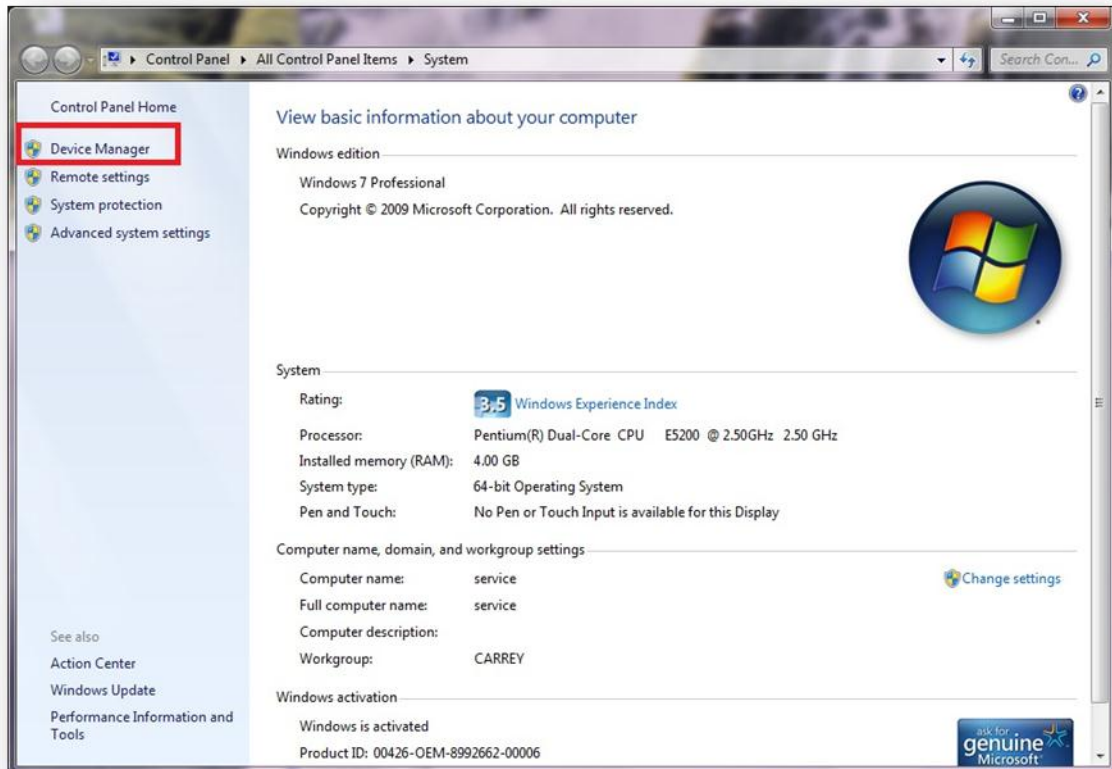 Control Panel ▸ All Control Panel Items ▸ System
Search Con...
Control Panel Home
Device Manager
Remote settings
System protection
Advanced system settings
See also
Action Center
Windows Update
Performance Information and
Tools
View basic information about your computer
Windows edition
Windows 7 Professional
Copyright © 2009 Microsoft Corporation. All rights reserved.
System
Rating: 3,5 Windows Experience Index
Processor: Pentium(R) Dual-Core CPU E5200 @ 2.50GHz 2.50 GHz
Installed memory (RAM): 4.00 GB
System type: 64-bit Operating System
Pen and Touch: No Pen or Touch Input is available for this Display
Computer name, domain, and workgroup settings
Computer name: service
Change settings
Full computer name: service
Computer description:
Workgroup: CARREY
Windows activation
Windows is activated
Product ID: 00426-OEM-8992662-00006
ask for
genuine
Microsoft